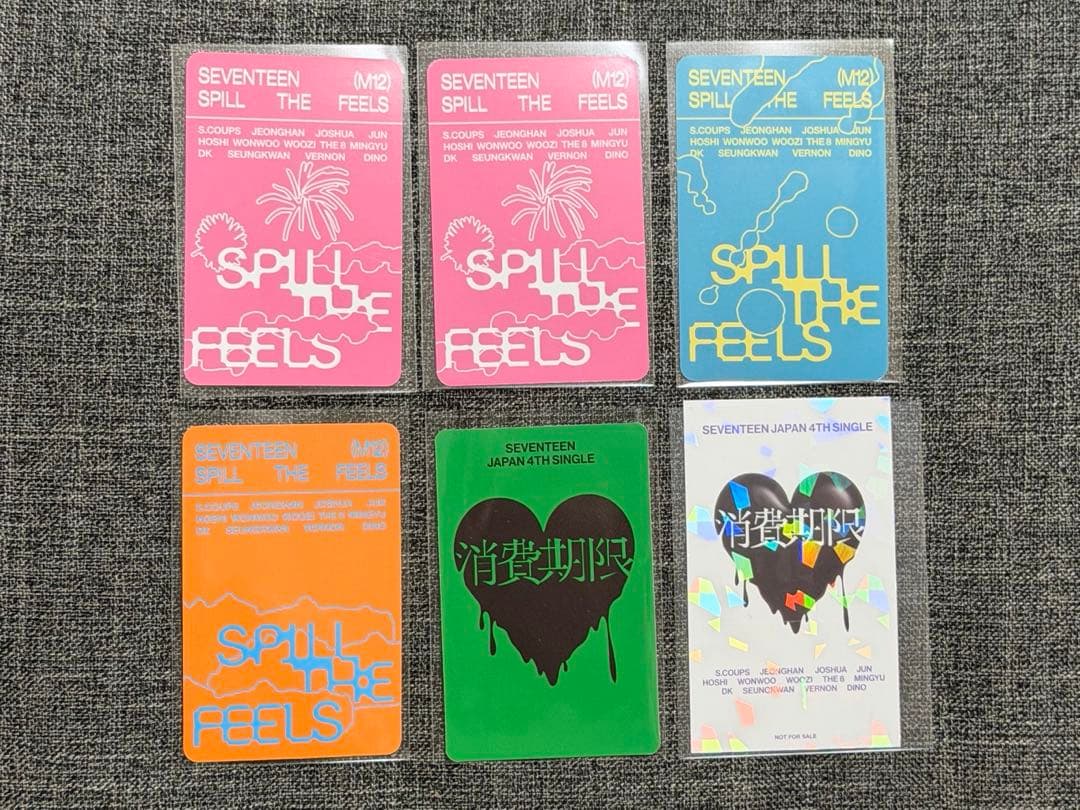 SEVENTEEN (M12)
SPILL THE FEELS
S.COUPS JEONGHAN JOSHUA JUN
HOSHI WONWOO WOOZI THE 8 MINGYU
DK SEUNGKWAN VERNON DINO
SPILL
THE
FEELS
SEVENTEEN (M12)
SPILL THE FEELS
S.COUPS JEONGHAN JOSHUA JUN
HOSHI WONWOO WOOZI THE 8 MINGYU
DK SEUNGKWAN VERNON DINO
SPILL
THE
FEELS
SEVENTEEN (M12)
SPILL THE FEELS
S.COUPS JEONGHAN JOSHUA JUN
HOSHI WONWOO WOOZI THE 8 MINGYU
DK SEUNGKWAN VERNON DINO
SPILL
THE
FEELS
SEVENTEEN (M12)
SPILL THE FEELS
S.COUPS JEONGHAN JOSHUA JUN
HOSHI WONWOO WOOZI THE 8 MINGYU
DK SEUNGKWAN VERNON DINO
SPILL
THE
FEELS
SEVENTEEN
JAPAN 4TH SINGLE
消費期限
SEVENTEEN JAPAN 4TH SINGLE
消費期限
S.COUPS JEONGHAN JOSHUA JUN
HOSHI WONWOO WOOZI THE 8 MINGYU
DK SEUNGKWAN VERNON DINO
NOT FOR SALE